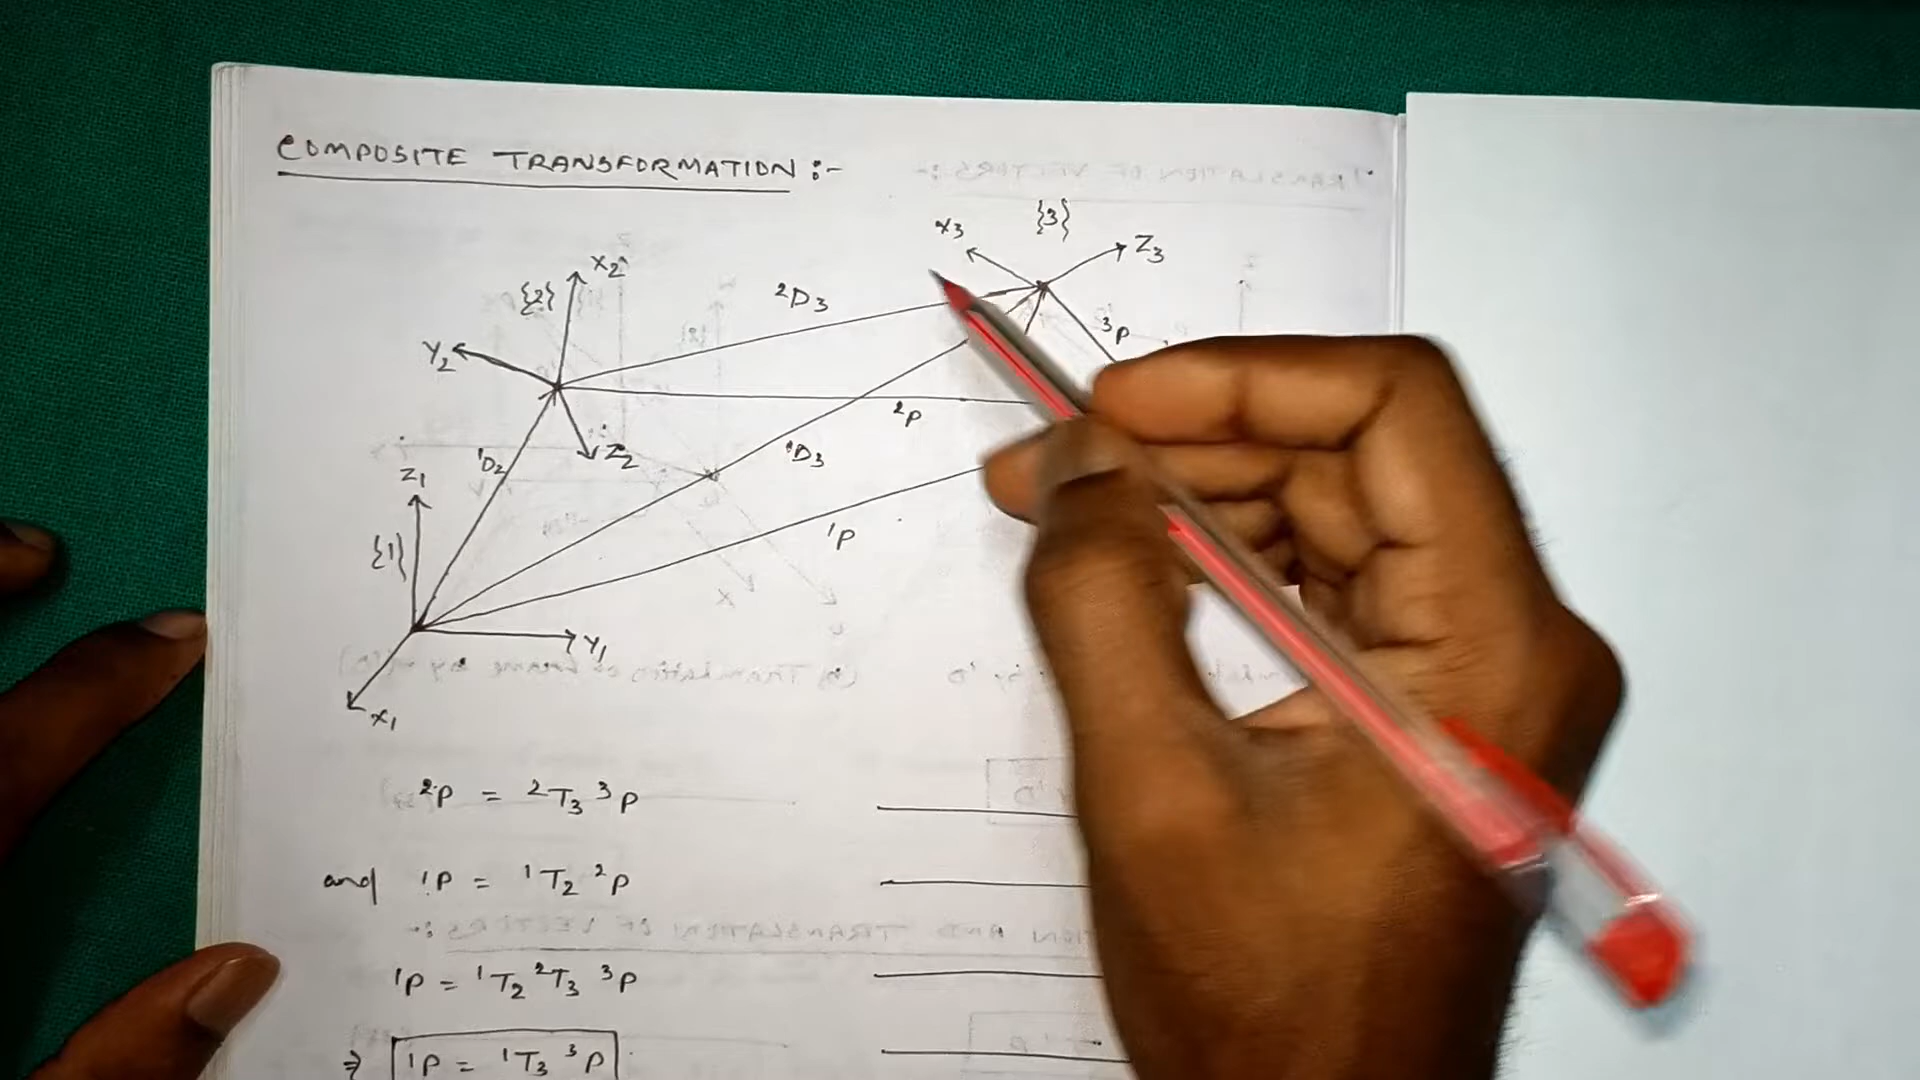 COMPOSITE TRANSFORMATION :-
{3}
X3
Z3
X2
{2}
²D3
Y2
³P
²P
Z2
¹D2
¹D3
Z1
{1}
¹P
Y1
X1
²P = ²T3 ³P
and ¹P = ¹T2 ²P
¹P = ¹T2 ²T3 ³P
⇒ ¹P = ¹T3 ³P